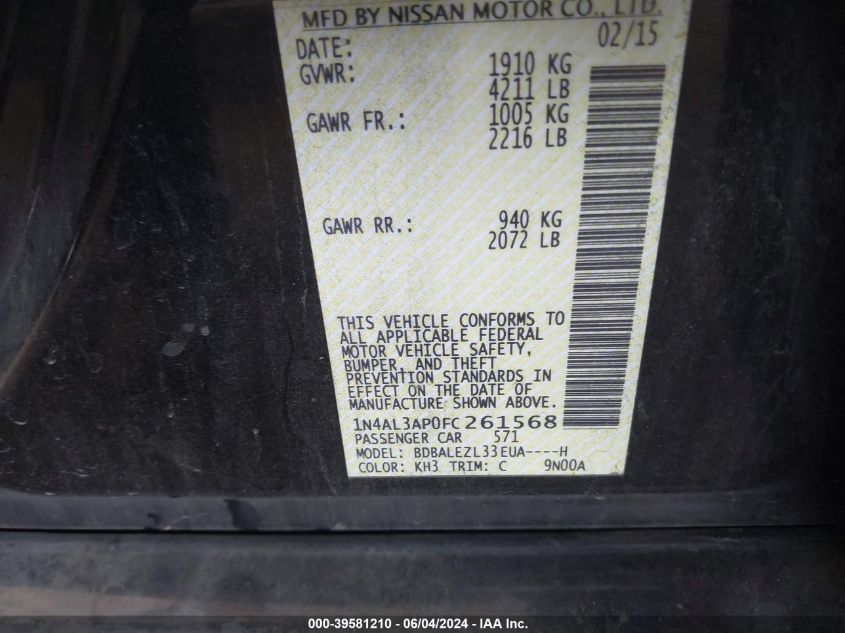 MFD BY NISSAN MOTOR CO., LTD.
DATE: 02/15
GVWR: 1910 KG
4211 LB
GAWR FR.: 1005 KG
2216 LB
GAWR RR.: 940 KG
2072 LB
THIS VEHICLE CONFORMS TO
ALL APPLICABLE FEDERAL
MOTOR VEHICLE SAFETY,
BUMPER, AND THEFT
PREVENTION STANDARDS IN
EFFECT ON THE DATE OF
MANUFACTURE SHOWN ABOVE.
1N4AL3AP0FC261568
PASSENGER CAR 571
MODEL: BDBALEZL33EUA----H
COLOR: KH3 TRIM: C 9N00A
000-39581210 - 06/04/2024 - IAA Inc.